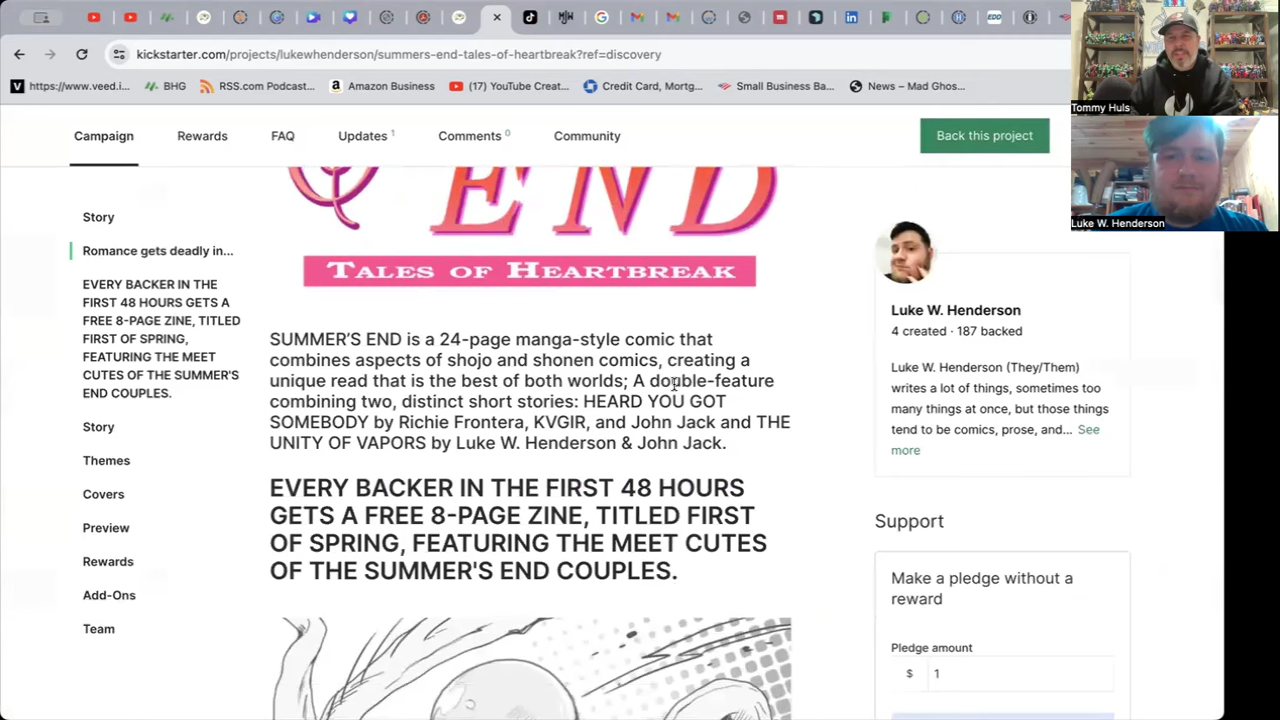 kickstarter.com/projects/lukewhenderson/summers-end-tales-of-heartbreak?ref=discovery
https://www.veed.i... BHG RSS.com Podcast... Amazon Business (17) YouTube Creat... Credit Card, Mortg... Small Business Ba... News – Mad Ghos...
Tommy Huls
Luke W. Henderson
Campaign Rewards FAQ Updates 1 Comments 0 Community Back this project
Story
Romance gets deadly in...
EVERY BACKER IN THE
FIRST 48 HOURS GETS A
FREE 8-PAGE ZINE, TITLED
FIRST OF SPRING,
FEATURING THE MEET
CUTES OF THE SUMMER'S
END COUPLES.
Story
Themes
Covers
Preview
Rewards
Add-Ons
Team
END
TALES OF HEARTBREAK
SUMMER'S END is a 24-page manga-style comic that
combines aspects of shojo and shonen comics, creating a
unique read that is the best of both worlds; A double-feature
combining two, distinct short stories: HEARD YOU GOT
SOMEBODY by Richie Frontera, KVGIR, and John Jack and THE
UNITY OF VAPORS by Luke W. Henderson & John Jack.
EVERY BACKER IN THE FIRST 48 HOURS
GETS A FREE 8-PAGE ZINE, TITLED FIRST
OF SPRING, FEATURING THE MEET CUTES
OF THE SUMMER'S END COUPLES.
Luke W. Henderson
4 created · 187 backed
Luke W. Henderson (They/Them)
writes a lot of things, sometimes too
many things at once, but those things
tend to be comics, prose, and... See
more
Support
Make a pledge without a
reward
Pledge amount
$ 1